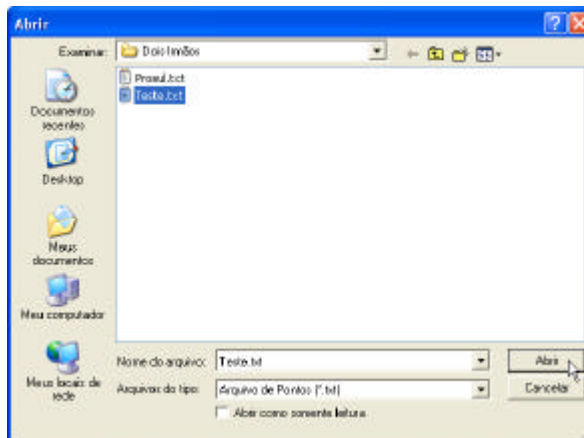 Abrir
Examinar: Dois Irmãos
Prosul.txt
Teste.txt
Documentos
recentes
Desktop
Meus
documentos
Meu computador
Meus locais de
rede
Nome do arquivo: Teste.txt Abrir
Arquivos do tipo: Arquivo de Pontos (*.txt) Cancelar
Abrir como somente leitura